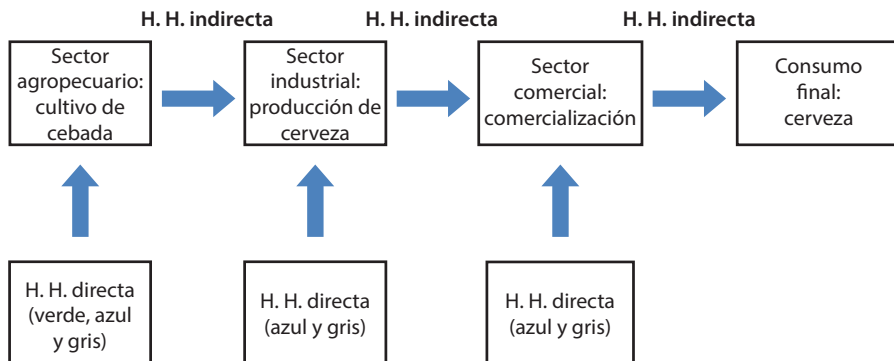 H. H. indirecta
H. H. indirecta
H. H. indirecta
Sector
agropecuario:
cultivo de
cebada
Sector
industrial:
producción de
cerveza
Sector
comercial:
comercialización
Consumo
final:
cerveza
H. H. directa
(verde, azul
y gris)
H. H. directa
(azul y gris)
H. H. directa
(azul y gris)